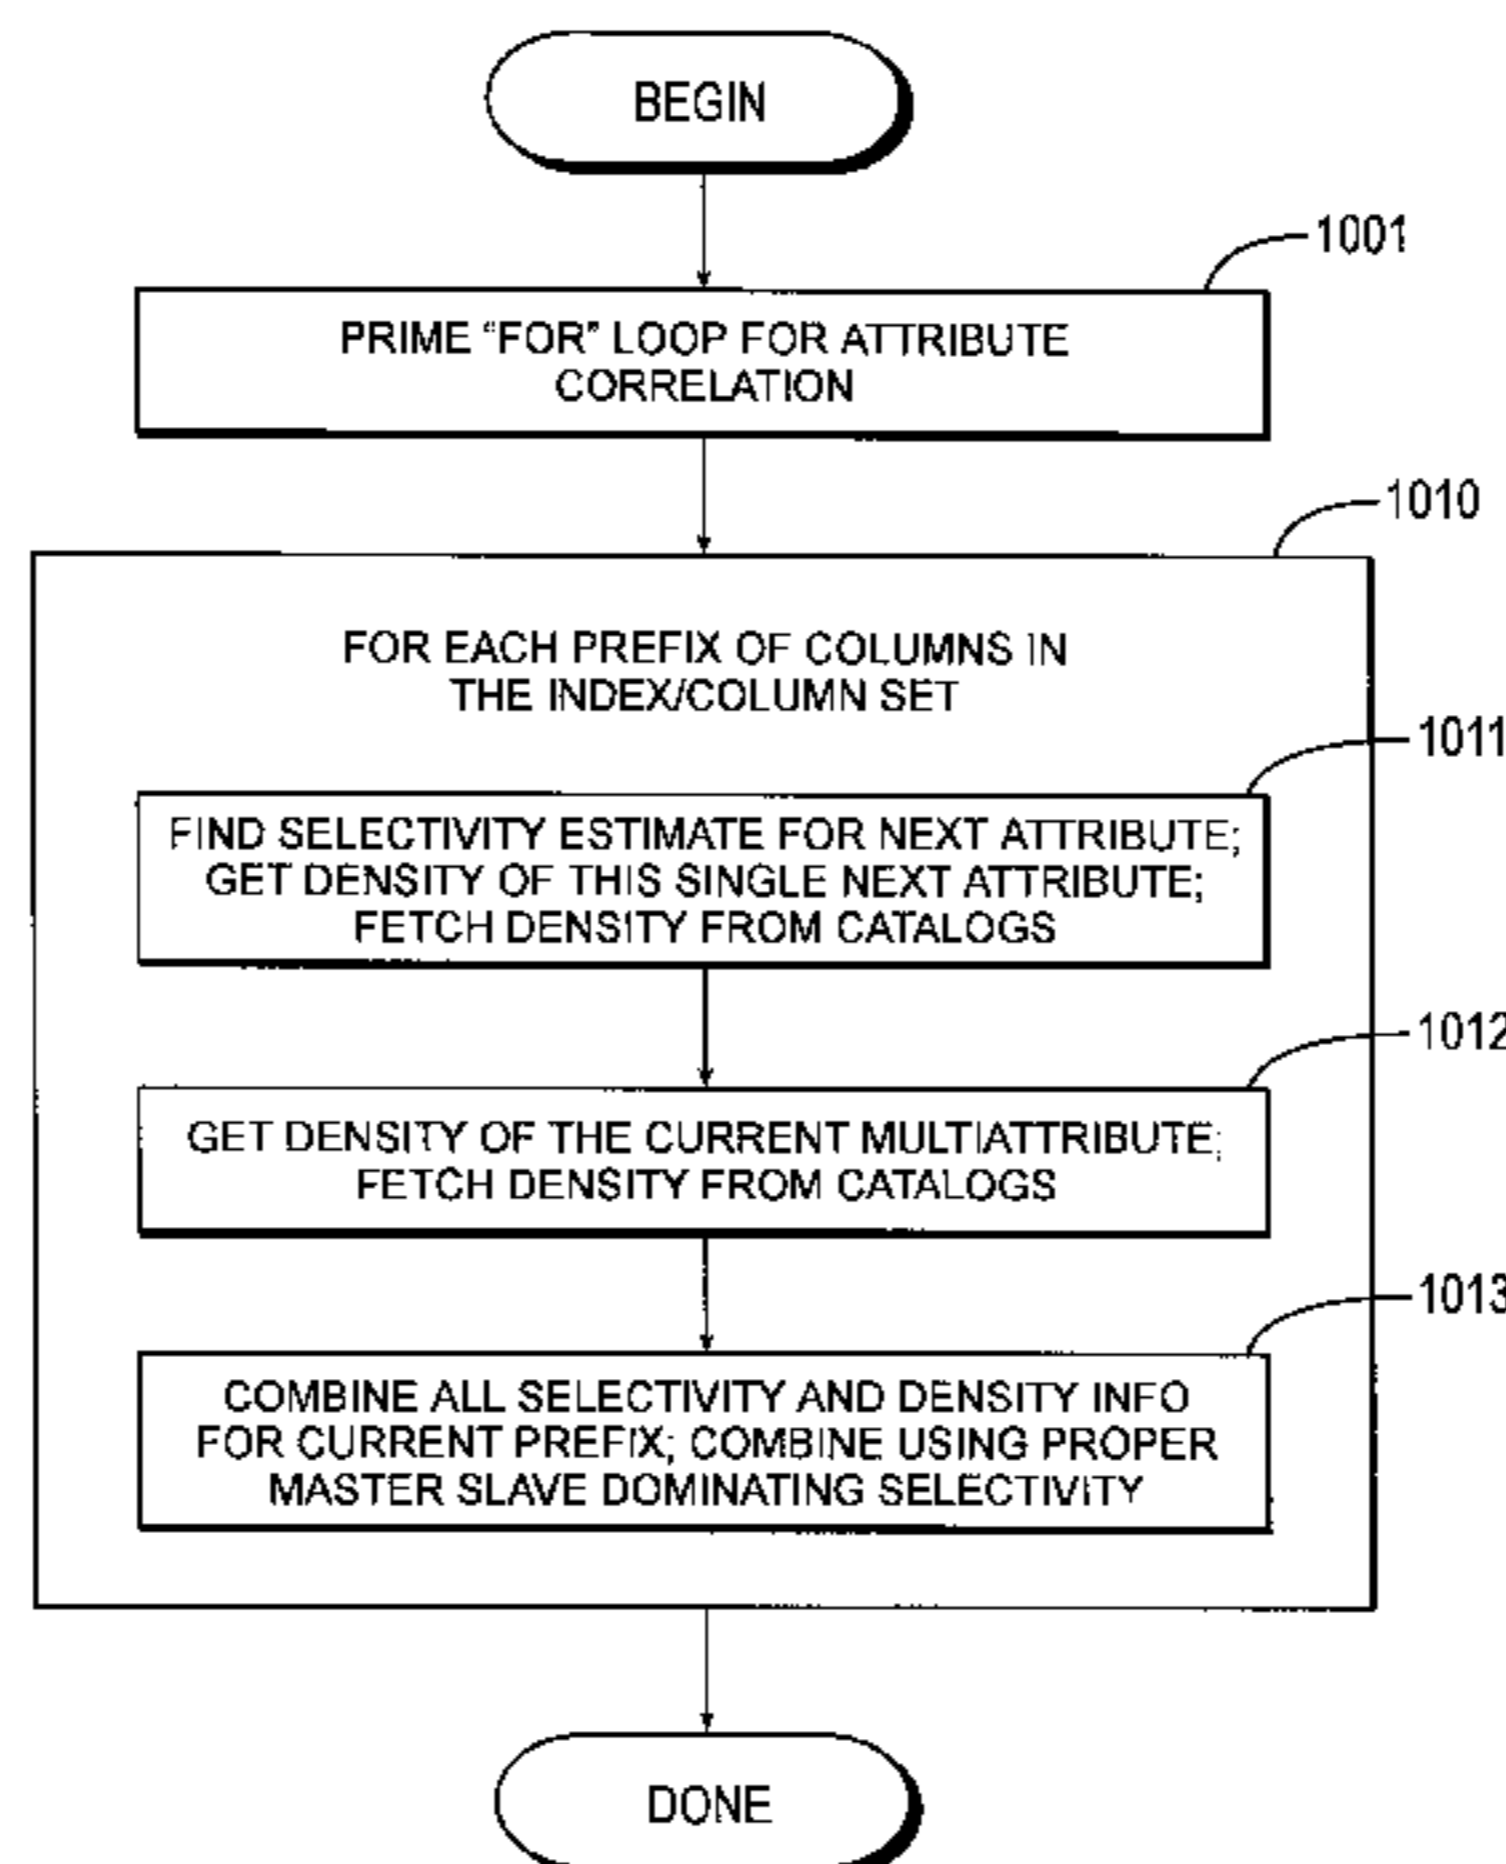 BEGIN
1001
PRIME “FOR” LOOP FOR ATTRIBUTE
CORRELATION
1010
FOR EACH PREFIX OF COLUMNS IN
THE INDEX/COLUMN SET
1011
FIND SELECTIVITY ESTIMATE FOR NEXT ATTRIBUTE;
GET DENSITY OF THIS SINGLE NEXT ATTRIBUTE;
FETCH DENSITY FROM CATALOGS
1012
GET DENSITY OF THE CURRENT MULTIATTRIBUTE;
FETCH DENSITY FROM CATALOGS
1013
COMBINE ALL SELECTIVITY AND DENSITY INFO
FOR CURRENT PREFIX; COMBINE USING PROPER
MASTER SLAVE DOMINATING SELECTIVITY
DONE